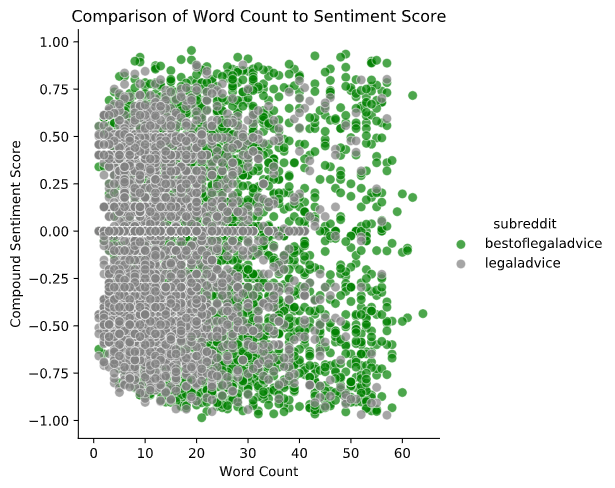 Comparison of Word Count to Sentiment Score
1.00
0.75
0.50
0.25
0.00
−0.25
−0.50
−0.75
−1.00
Compound Sentiment Score
0 10 20 30 40 50 60
Word Count
subreddit
bestoflegaladvice
legaladvice